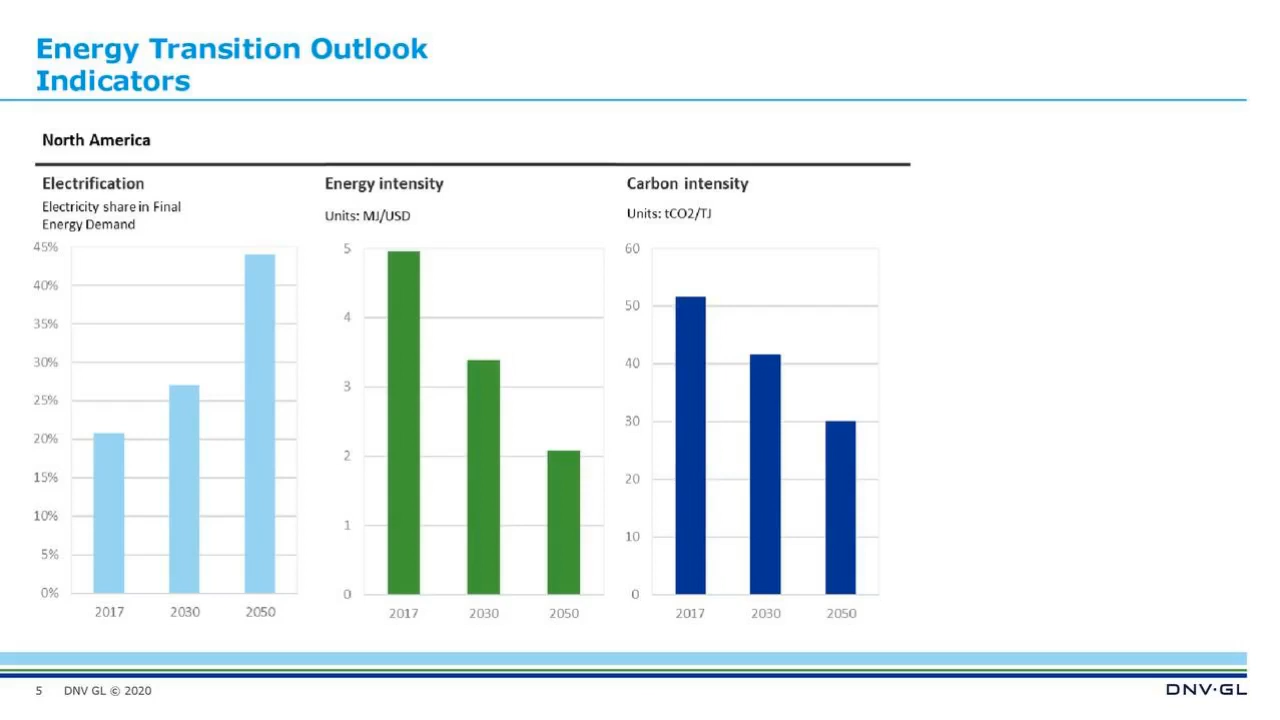 Energy Transition Outlook
Indicators
North America
Electrification
Electricity share in Final
Energy Demand
45%
40%
35%
30%
25%
20%
15%
10%
5%
0%
2017 2030 2050
Energy intensity
Units: MJ/USD
5
4
3
2
1
0
2017 2030 2050
Carbon intensity
Units: tCO2/TJ
60
50
40
30
20
10
0
2017 2030 2050
5 DNV GL © 2020
DNV·GL